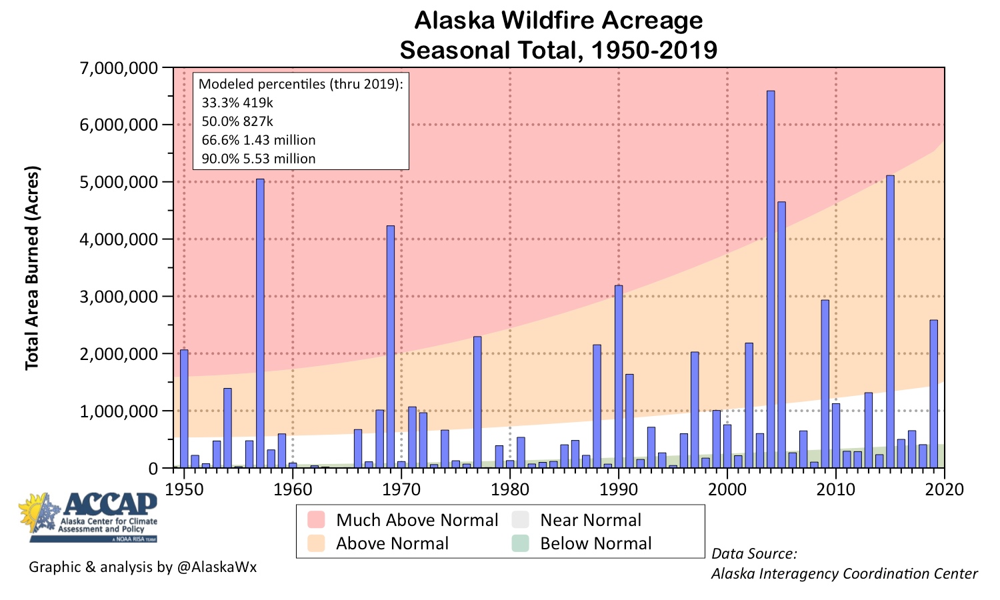 Alaska Wildfire Acreage
Seasonal Total, 1950-2019
Total Area Burned (Acres)
7,000,000
6,000,000
5,000,000
4,000,000
3,000,000
2,000,000
1,000,000
0
Modeled percentiles (thru 2019):
33.3% 419k
50.0% 827k
66.6% 1.43 million
90.0% 5.53 million
1950 1960 1970 1980 1990 2000 2010 2020
Much Above Normal
Near Normal
Above Normal
Below Normal
ACCAP
Alaska Center for Climate
Assessment and Policy
A NOAA RISA TEAM
Graphic & analysis by @AlaskaWx
Data Source:
Alaska Interagency Coordination Center